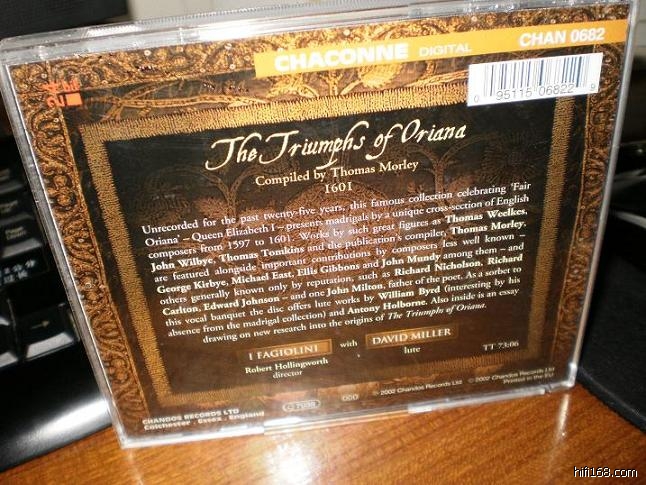 CHACONNE DIGITAL CHAN 0682
24
0 95115 06822 9
The Triumphs of Oriana
Compiled by Thomas Morley
1601
Unrecorded for the past twenty-five years, this famous collection celebrating 'Fair
Oriana' – Queen Elizabeth I – presents madrigals by a unique cross-section of English
composers from 1597 to 1601. Works by such great figures as Thomas Weelkes,
John Wilbye, Thomas Tomkins and the publication's compiler, Thomas Morley,
are featured alongside important contributions by composers less well known –
George Kirbye, Michael East, Ellis Gibbons and John Mundy among them – and
others generally known only by reputation, such as Richard Nicholson, Richard
Carlton, Edward Johnson – and one John Milton, father of the poet. As a sorbet to
this vocal banquet the disc offers lute works by William Byrd (interesting by his
absence from the madrigal collection) and Antony Holborne. Also inside is an essay
drawing on new research into the origins of The Triumphs of Oriana.
I FAGIOLINI with DAVID MILLER
Robert Hollingworth lute TT 73:06
director
CHANDOS RECORDS LTD
Colchester . Essex . England
LC 7038 DDD ℗ 2002 Chandos Records Ltd © 2002 Chandos Records Ltd
Printed in the EU
hifi168.com